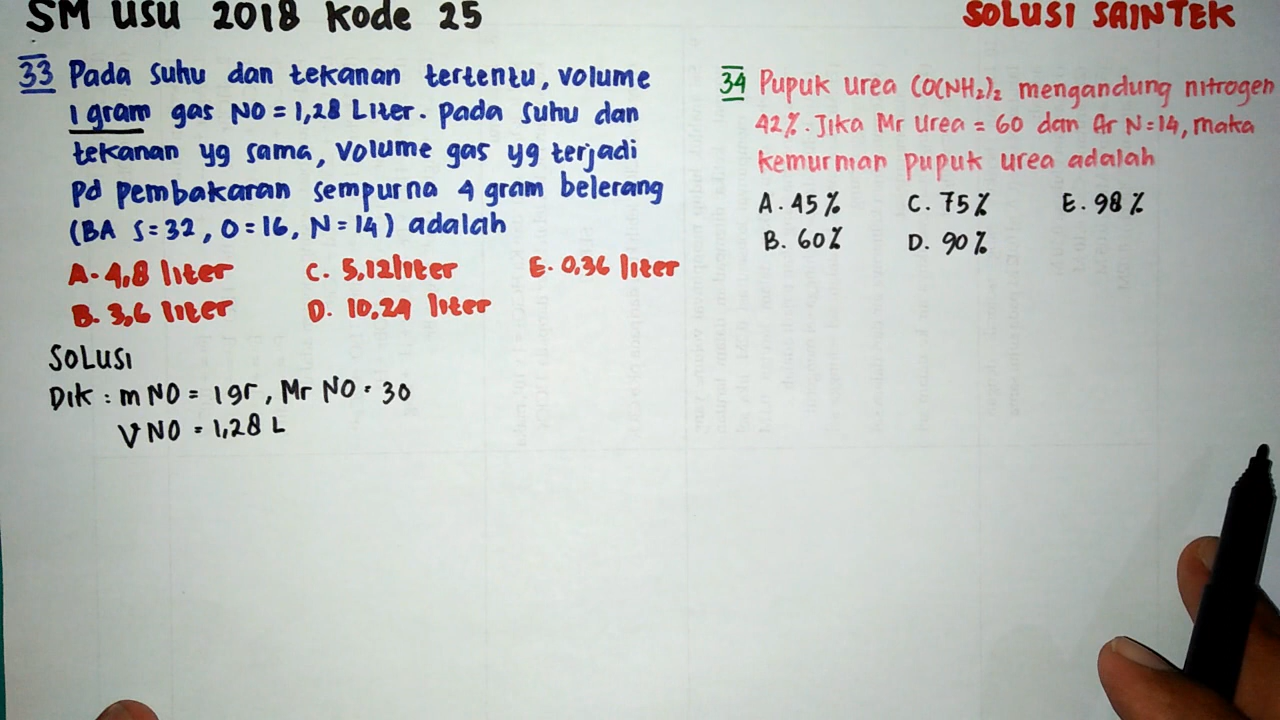 SM USU 2018 Kode 25
SOLUSI SAINTEK
33 Pada suhu dan tekanan tertentu, volume
1 gram gas NO = 1,28 Liter. Pada suhu dan
tekanan yg sama, volume gas yg terjadi
pd pembakaran sempurna 4 gram belerang
(BA S = 32, O = 16, N = 14) adalah
A. 4,8 liter C. 5,12 liter E. 0,36 liter
B. 3,6 liter D. 10,24 liter
SOLUSI
Dik : m NO = 1 gr, Mr NO = 30
V NO = 1,28 L
34 Pupuk urea CO(NH2)2 mengandung nitrogen
42%. Jika Mr Urea = 60 dan Ar N = 14, maka
kemurnian pupuk urea adalah
A. 45% C. 75% E. 98%
B. 60% D. 90%